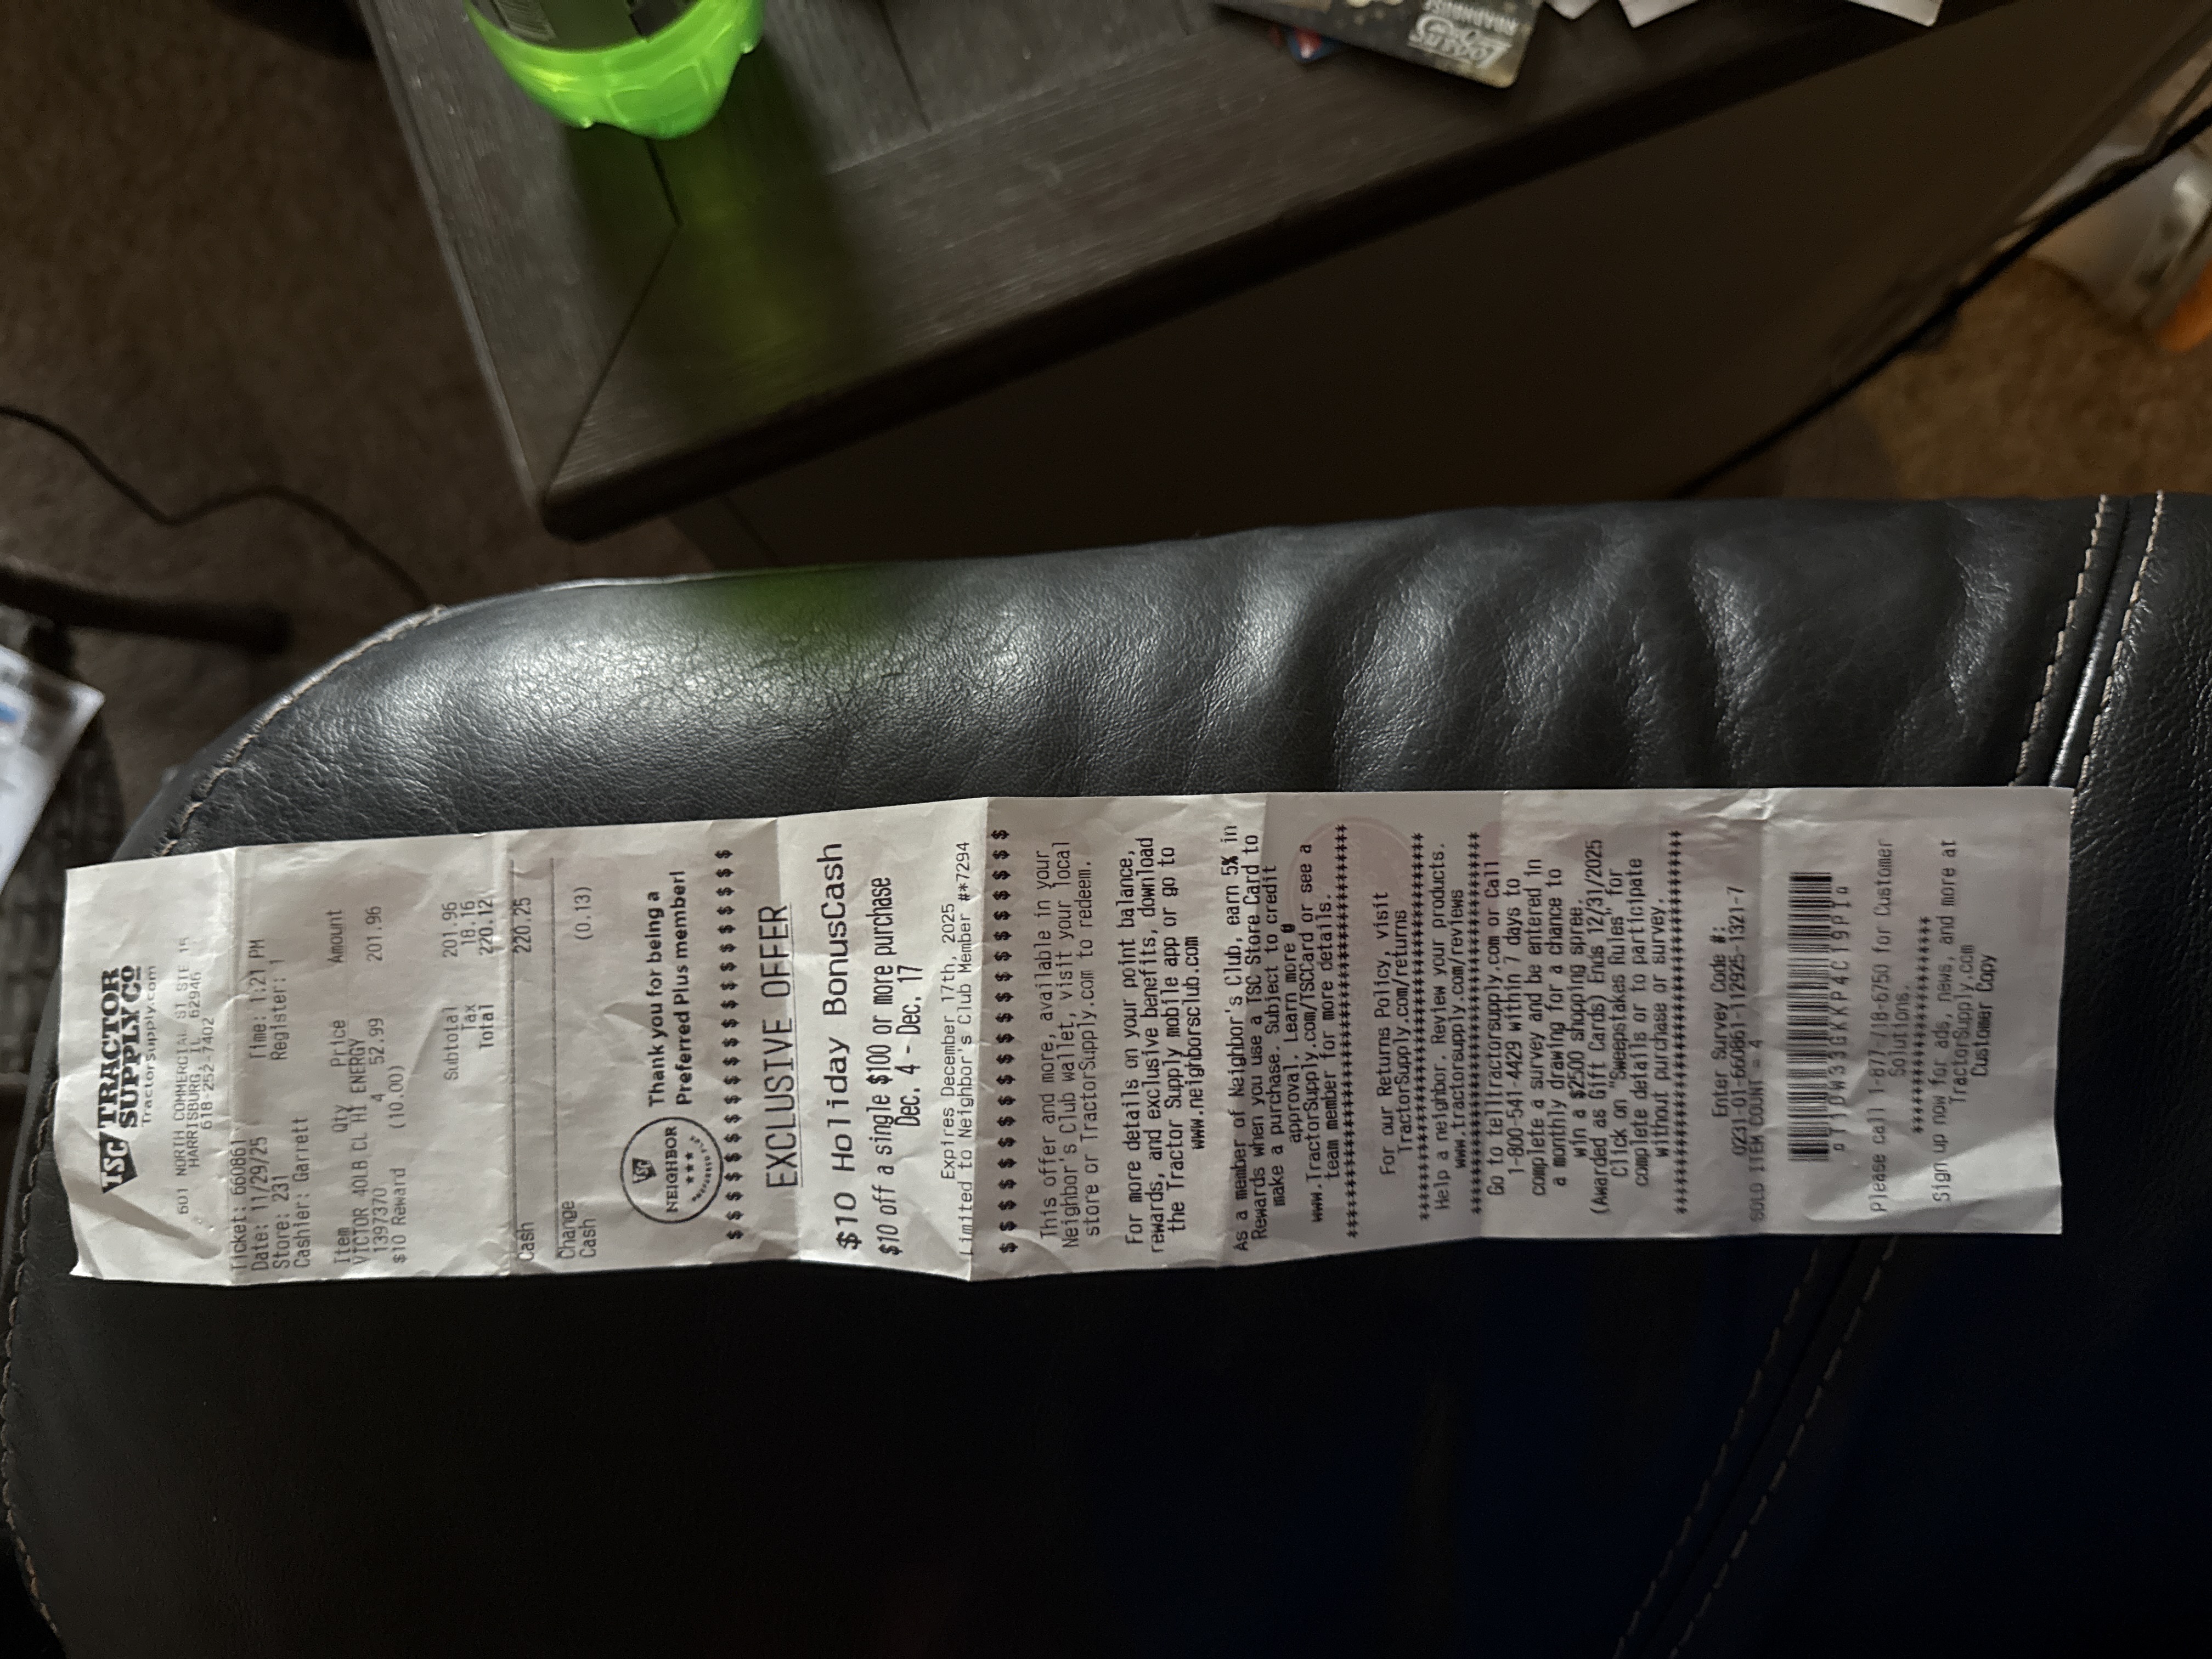 TSC TRACTOR
SUPPLY CO
TractorSupply.com
601 NORTH COMMERCIAL ST STE 15
HARRISBURG, IL 62946
618-252-7402
Ticket: 660861
Date: 11/29/25 Time: 1:21 PM
Store: 231 Register: 1
Cashier: Garrett
Item Qty Price Amount
VICTOR 40LB CL HI ENERGY
1397370 4 52.99 201.96
$10 Reward (10.00)
Subtotal 201.96
Tax 18.16
Total 220.12
Cash 220.25
Change
Cash (0.13)
TSC
NEIGHBOR
PREFERRED PLUS
Thank you for being a
Preferred Plus member!
$ $ $ $ $ $ $ $ $ $ $ $ $ $ $ $ $ $ $
EXCLUSIVE OFFER
$10 Holiday BonusCash
$10 off a single $100 or more purchase
Dec. 4 - Dec. 17
Expires December 17th, 2025
Limited to Neighbor's Club Member #*7294
$ $ $ $ $ $ $ $ $ $ $ $ $ $ $ $ $ $ $
This offer and more, available in your
Neighbor's Club wallet, visit your local
store or TractorSupply.com to redeem.
For more details on your point balance,
rewards, and exclusive benefits, download
the Tractor Supply mobile app or go to
www.neighborsclub.com
As a member of Neighbor's Club, earn 5% in
Rewards when you use a TSC Store Card to
make a purchase. Subject to credit
approval. Learn more @
www.TractorSupply.com/TSCCard or see a
team member for more details.
******************************************
For our Returns Policy, visit
TractorSupply.com/returns
******************************************
Help a neighbor. Review your products.
www.tractorsupply.com/reviews
******************************************
Go to telltractorsupply.com or Call
1-800-541-4429 within 7 days to
complete a survey and be entered in
a monthly drawing for a chance to
win a $2500 shopping spree.
(Awarded as Gift Cards) Ends 12/31/2025
Click on "Sweepstakes Rules" for
complete details or to participate
without purchase or survey.
******************************************
Enter Survey Code #:
0231-01-660861-112925-1321-7
SOLD ITEM COUNT = 4
Please call 1-877-718-6750 for Customer
Solutions.
************************
Sign up now for ads, news, and more at
TractorSupply.com
Customer Copy
LOGAN'S
ROADHOUSE